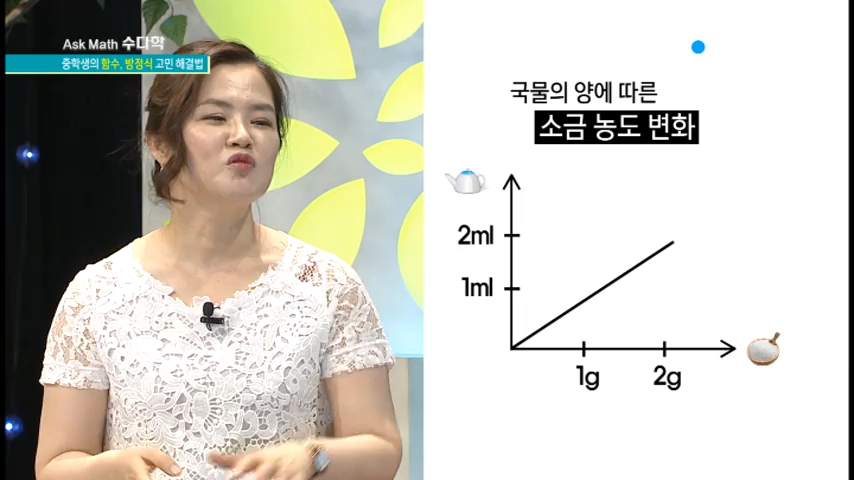 Ask Math 수다학
중학생의 함수, 방정식 고민 해결법
국물의 양에 따른
소금 농도 변화
2ml
1ml
1g 2g